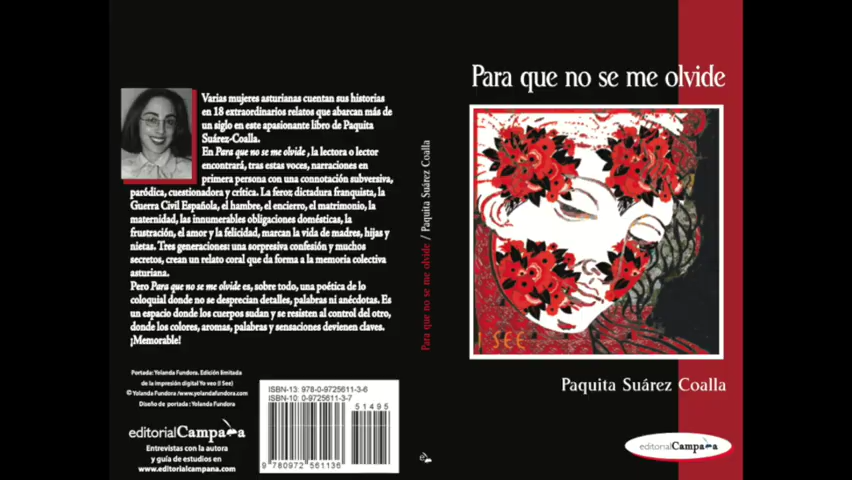 Varias mujeres asturianas cuentan sus historias
en 18 extraordinarios relatos que abarcan más de
un siglo en este apasionante libro de Paquita
Suárez-Coalla.
En Para que no se me olvide , la lectora o lector
encontrará, tras estas voces, narraciones en
primera persona con una connotación subversiva,
paródica, cuestionadora y crítica. La feroz dictadura franquista, la
Guerra Civil Española, el hambre, el encierro, el matrimonio, la
maternidad, las innumerables obligaciones domésticas, la
frustración, el amor y la felicidad, marcan la vida de madres, hijas y
nietas. Tres generaciones: una sorpresiva confesión y muchos
secretos, crean un relato coral que da forma a la memoria colectiva
asturiana.
Pero Para que no se me olvide es, sobre todo, una poética de lo
coloquial donde no se desprecian detalles, palabras ni anécdotas. Es
un espacio donde los cuerpos sudan y se resisten al control del otro,
donde los colores, aromas, palabras y sensaciones devienen claves.
¡Memorable!
Portada: Yolanda Fundora. Edición limitada
de la impresión digital Yo veo (I See)
© Yolanda Fundora /www.yolandafundora.com
Diseño de portada : Yolanda Fundora
editorialCampana
Entrevistas con la autora
y guía de estudios en
www.editorialcampana.com
ISBN-13: 978-0-9725611-3-6
ISBN-10: 0-9725611-3-7
51495
9 780972 561136
Para que no se me olvide / Paquita Suárez Coalla
Para que no se me olvide
I SEE
Paquita Suárez Coalla
editorialCampana